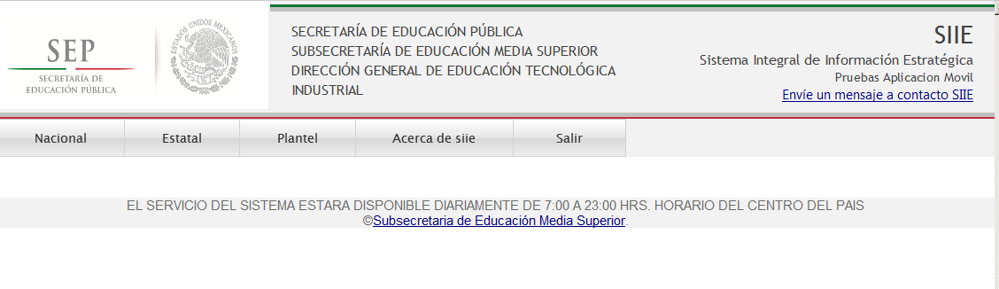 SEP
SECRETARÍA DE
EDUCACIÓN PÚBLICA
ESTADOS UNIDOS MEXICANOS
SECRETARÍA DE EDUCACIÓN PÚBLICA
SUBSECRETARÍA DE EDUCACIÓN MEDIA SUPERIOR
DIRECCIÓN GENERAL DE EDUCACIÓN TECNOLÓGICA
INDUSTRIAL
SIIE
Sistema Integral de Información Estratégica
Pruebas Aplicacion Movil
Envíe un mensaje a contacto SIIE
Nacional
Estatal
Plantel
Acerca de siie
Salir
EL SERVICIO DEL SISTEMA ESTARA DISPONIBLE DIARIAMENTE DE 7:00 A 23:00 HRS. HORARIO DEL CENTRO DEL PAIS
©Subsecretaria de Educación Media Superior.